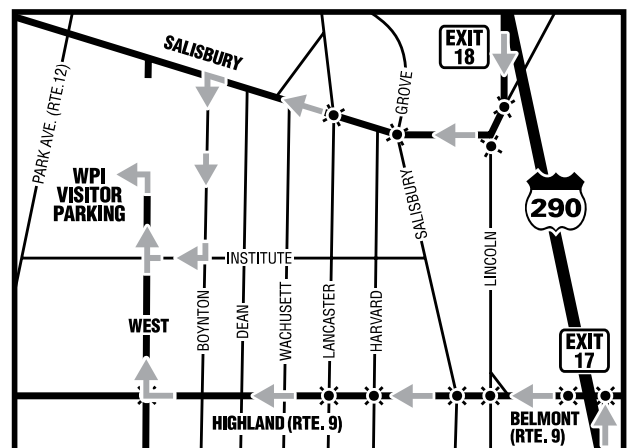 SALISBURY
EXIT
18
PARK AVE. (RTE.12)
GROVE
WPI
VISITOR
PARKING
290
SALISBURY
LINCOLN
INSTITUTE
BOYNTON
DEAN
WACHUSETT
LANCASTER
HARVARD
WEST
EXIT
17
HIGHLAND (RTE. 9)
BELMONT
(RTE. 9)